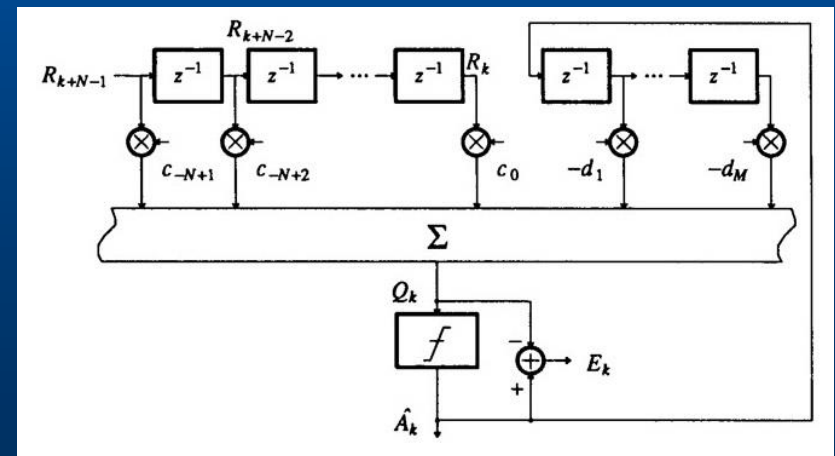 R_{k+N-2}
R_{k+N-1} z^{-1} z^{-1} ... z^{-1} R_k z^{-1} ... z^{-1}
c_{-N+1} c_{-N+2} c_0 -d_1 -d_M
Σ
Q_k
− 
+ E_k
+
Â_k